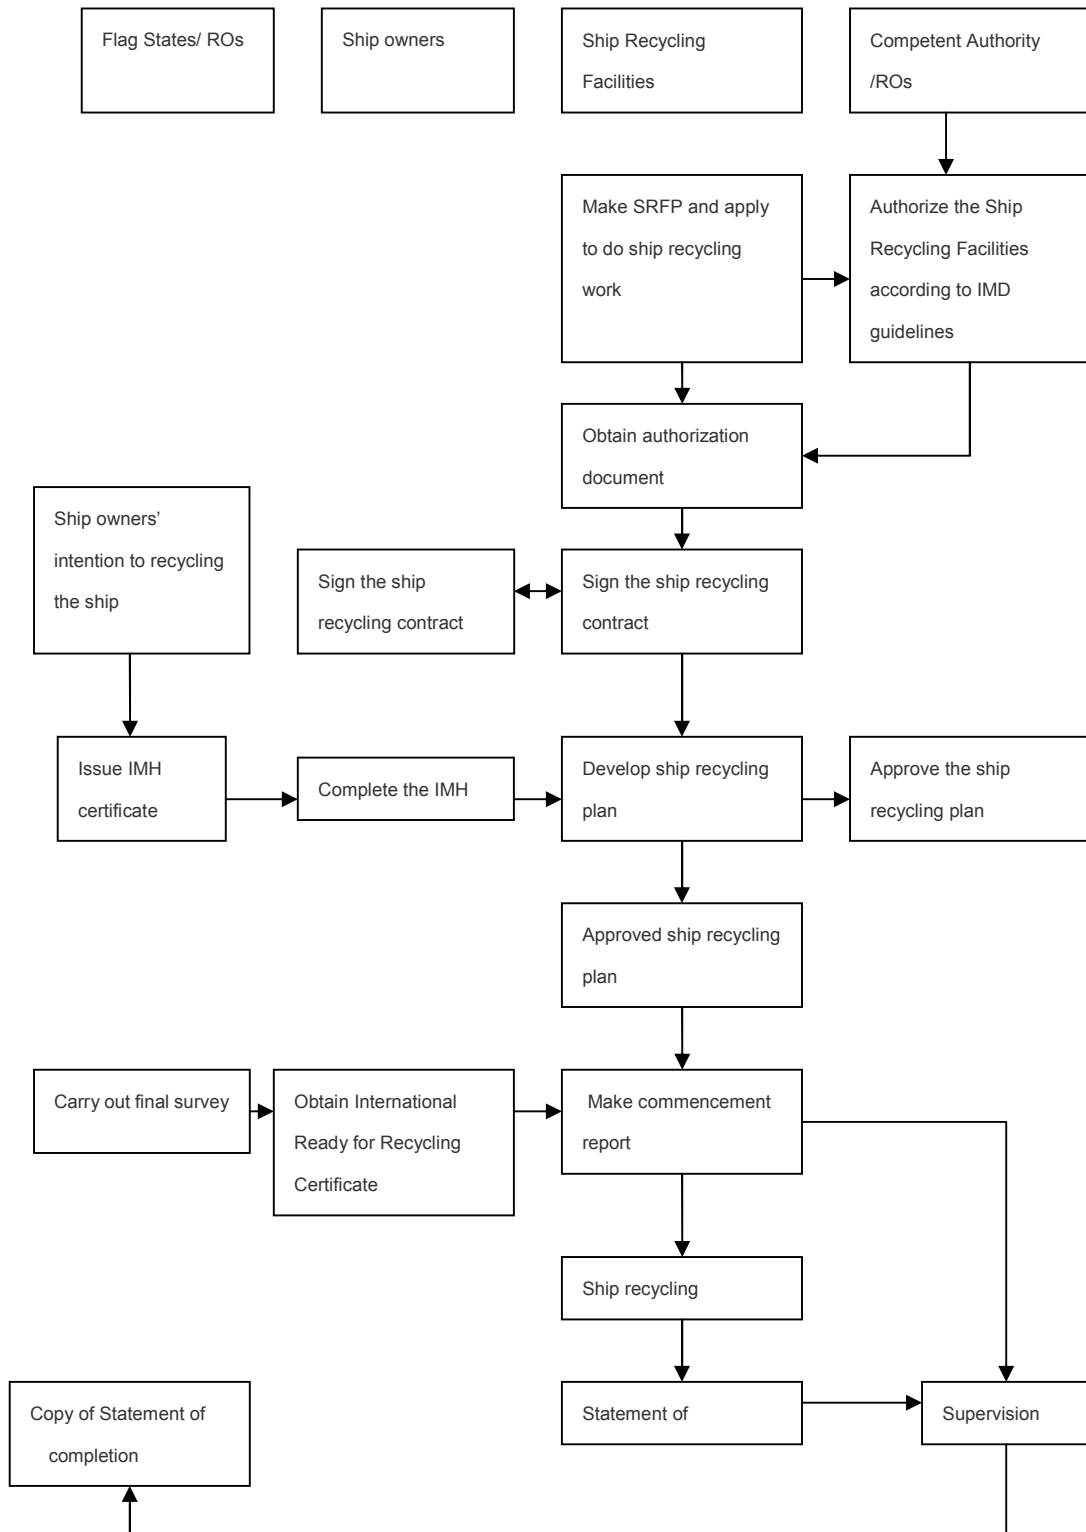 Flag States/ ROs
Ship owners
Ship Recycling
Facilities
Competent Authority
/ROs
Make SRFP and apply
to do ship recycling
work
Authorize the Ship
Recycling Facilities
according to IMD
guidelines
Obtain authorization
document
Ship owners’
intention to recycling
the ship
Sign the ship
recycling contract
Sign the ship recycling
contract
Issue IMH
certificate
Complete the IMH
Develop ship recycling
plan
Approve the ship
recycling plan
Approved ship recycling
plan
Carry out final survey
Obtain International
Ready for Recycling
Certificate
Make commencement
report
Ship recycling
Copy of Statement of
completion
Statement of
Supervision